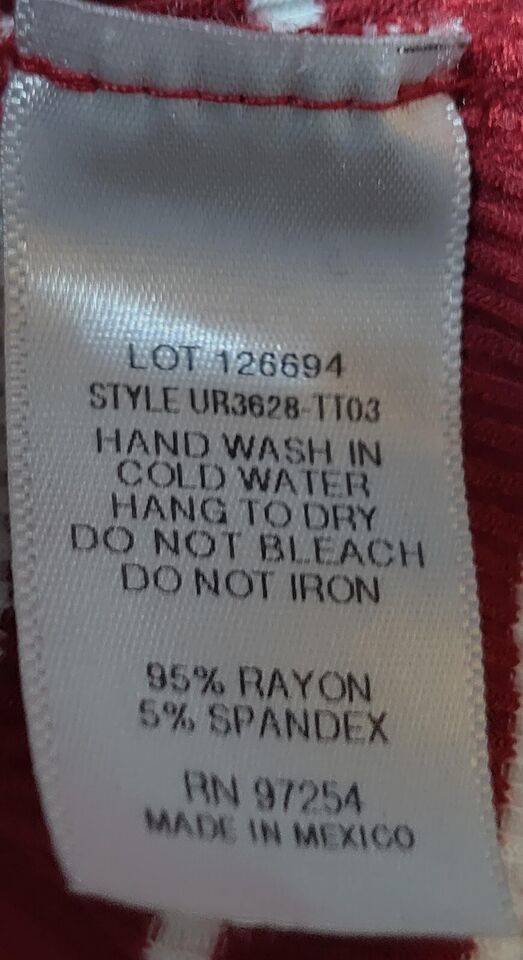 LOT 126694
STYLE UR3628-TT03
HAND WASH IN
COLD WATER
HANG TO DRY
DO NOT BLEACH
DO NOT IRON
95% RAYON
5% SPANDEX
RN 97254
MADE IN MEXICO